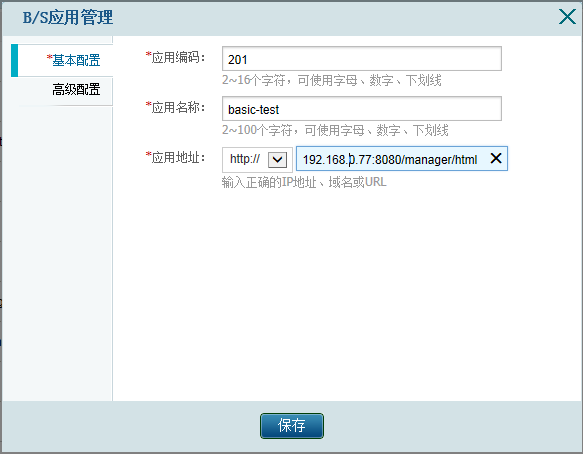 B/S应用管理
*基本配置
高级配置
*应用编码： 201
2~16个字符，可使用字母、数字、下划线
*应用名称： basic-test
2~100个字符，可使用字母、数字、下划线
*应用地址： http:// 192.168.0.77:8080/manager/html
输入正确的IP地址、域名或URL
保存